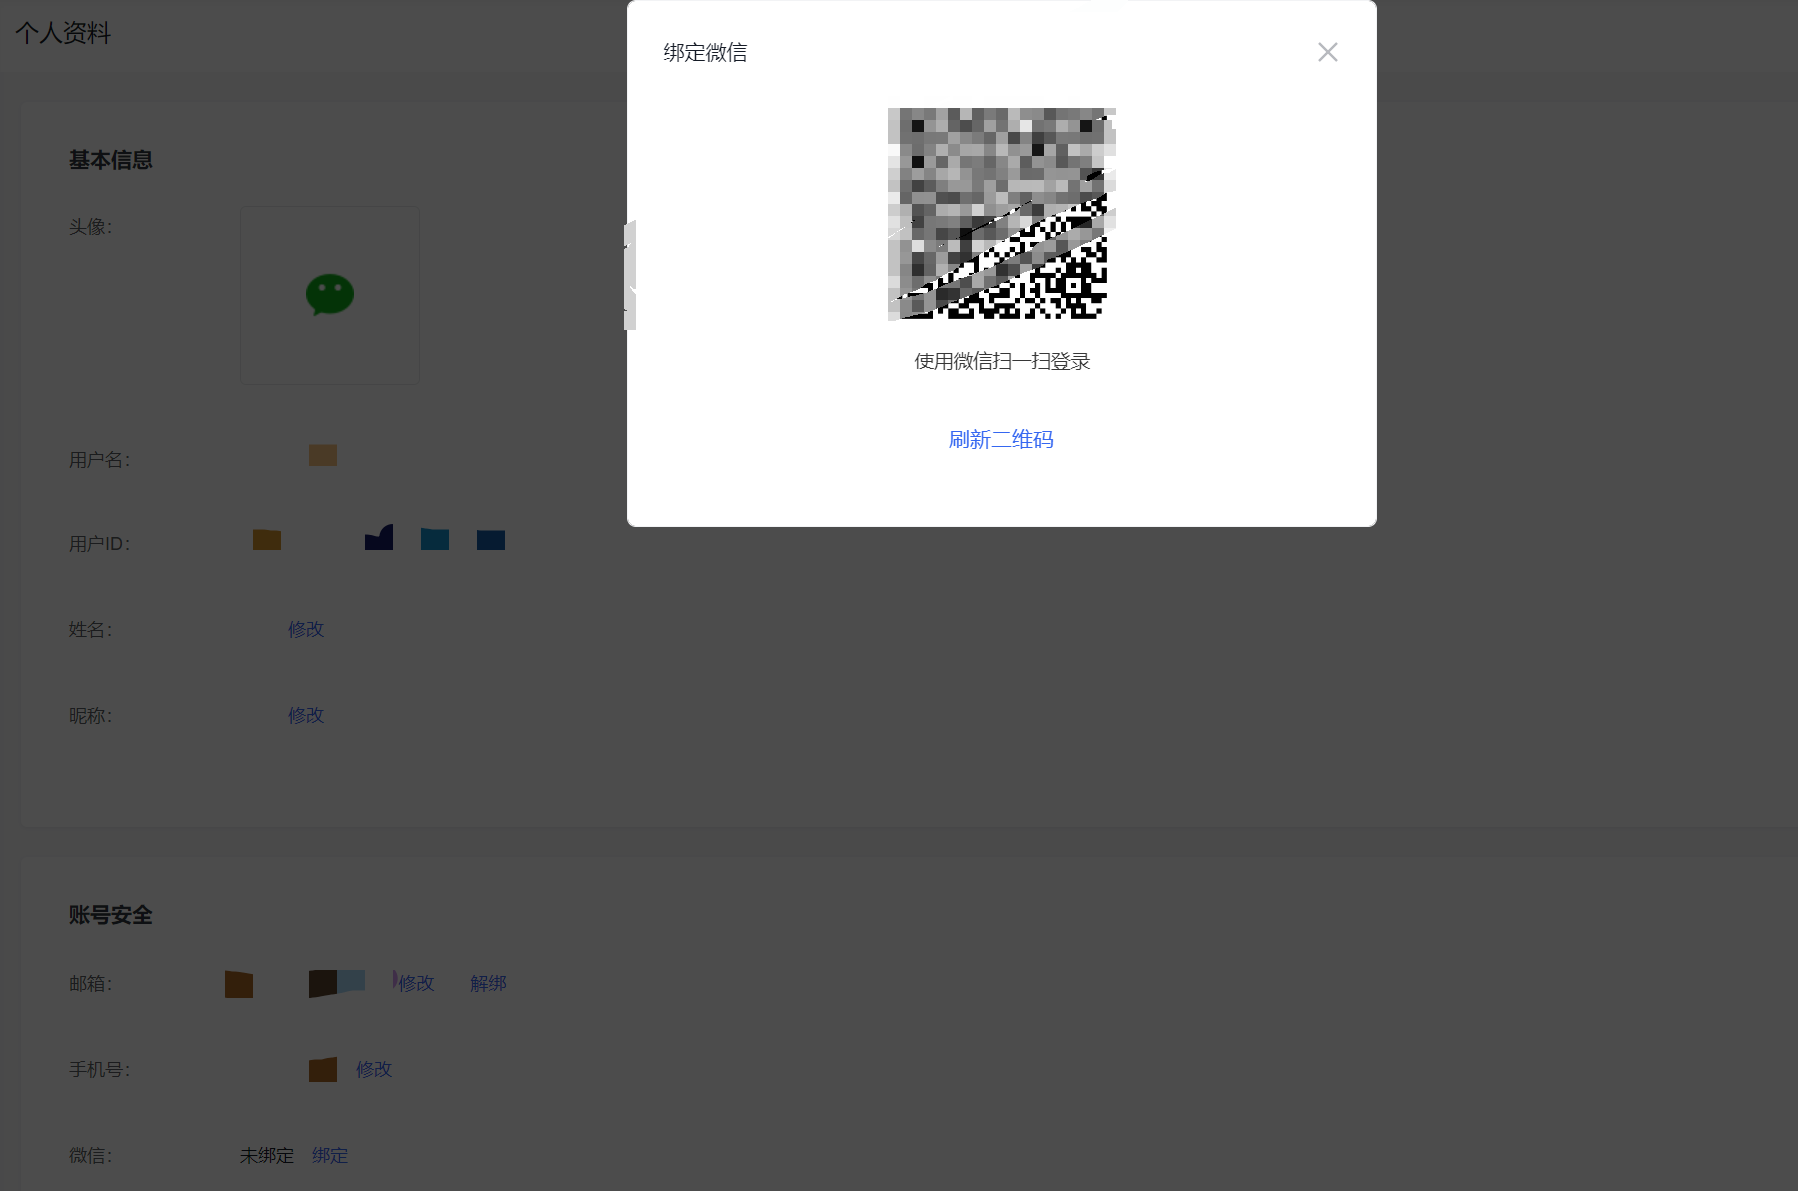 个人资料
绑定微信
使用微信扫一扫登录
刷新二维码
基本信息
头像：
用户名：
用户ID：
姓名： 修改
昵称： 修改
账号安全
邮箱： 修改 解绑
手机号： 修改
微信： 未绑定 绑定